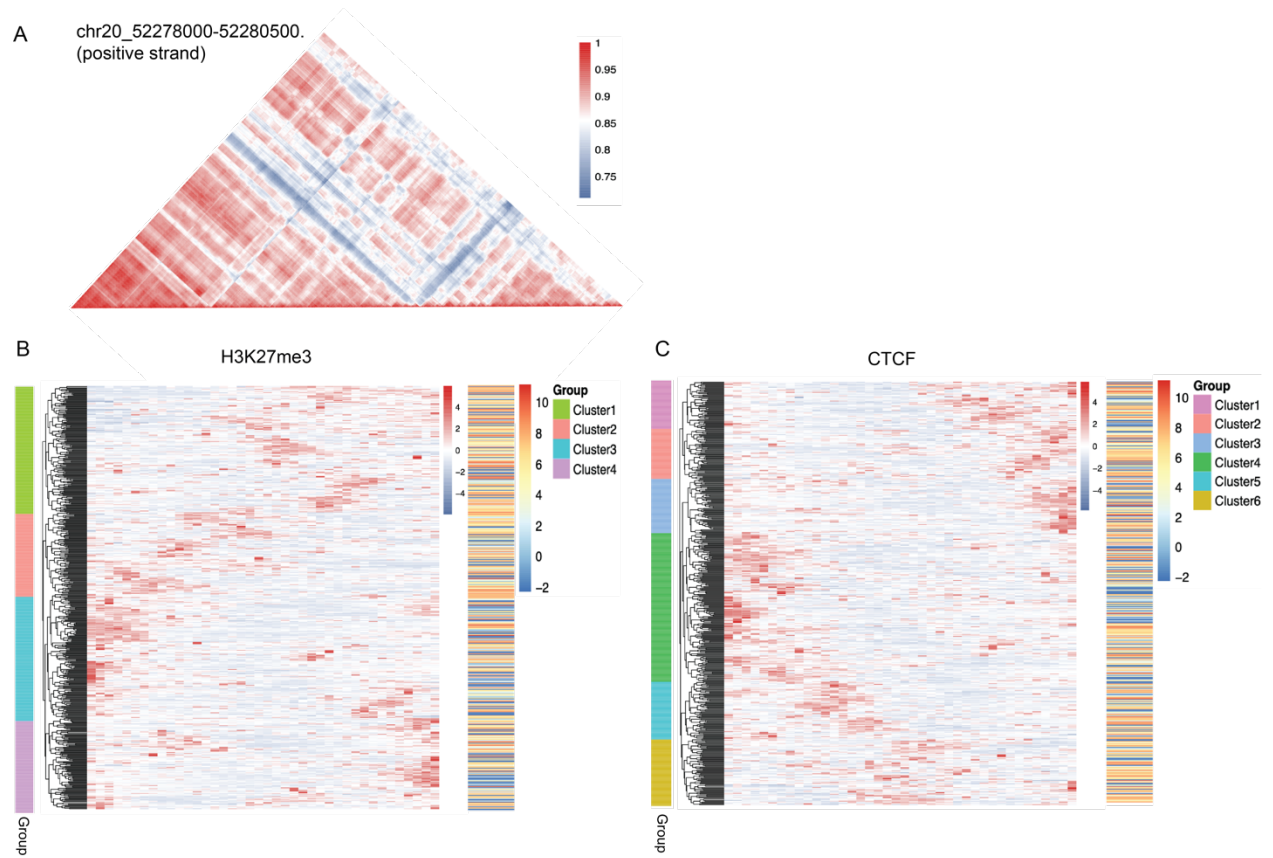 A
chr20_52278000-52280500.
(positive strand)
1
0.95
0.9
0.85
0.8
0.75
B
H3K27me3
4
2
0
−2
−4
10
8
6
4
2
0
−2
Group
Cluster1
Cluster2
Cluster3
Cluster4
Group
C
CTCF
4
2
0
−2
−4
10
8
6
4
2
0
−2
Group
Cluster1
Cluster2
Cluster3
Cluster4
Cluster5
Cluster6
Group